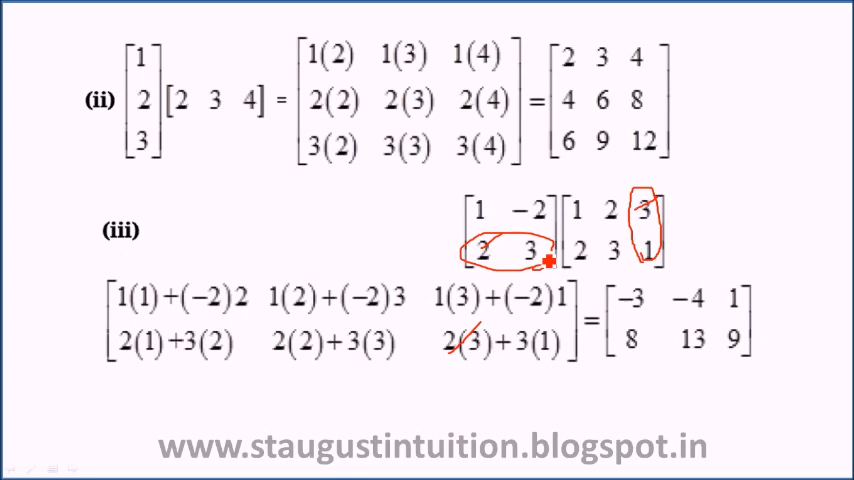 (ii) [1 2 3] [2 3 4] = [1(2) 1(3) 1(4) 2(2) 2(3) 2(4) 3(2) 3(3) 3(4)] = [2 3 4 4 6 8 6 9 12]
(iii) [1 −2 2 3] [1 2 3 2 3 1]
[1(1)+(−2)2 1(2)+(−2)3 1(3)+(−2)1 2(1)+3(2) 2(2)+3(3) 2(3)+3(1)] = [−3 −4 1 8 13 9]
www.staugustintuition.blogspot.in